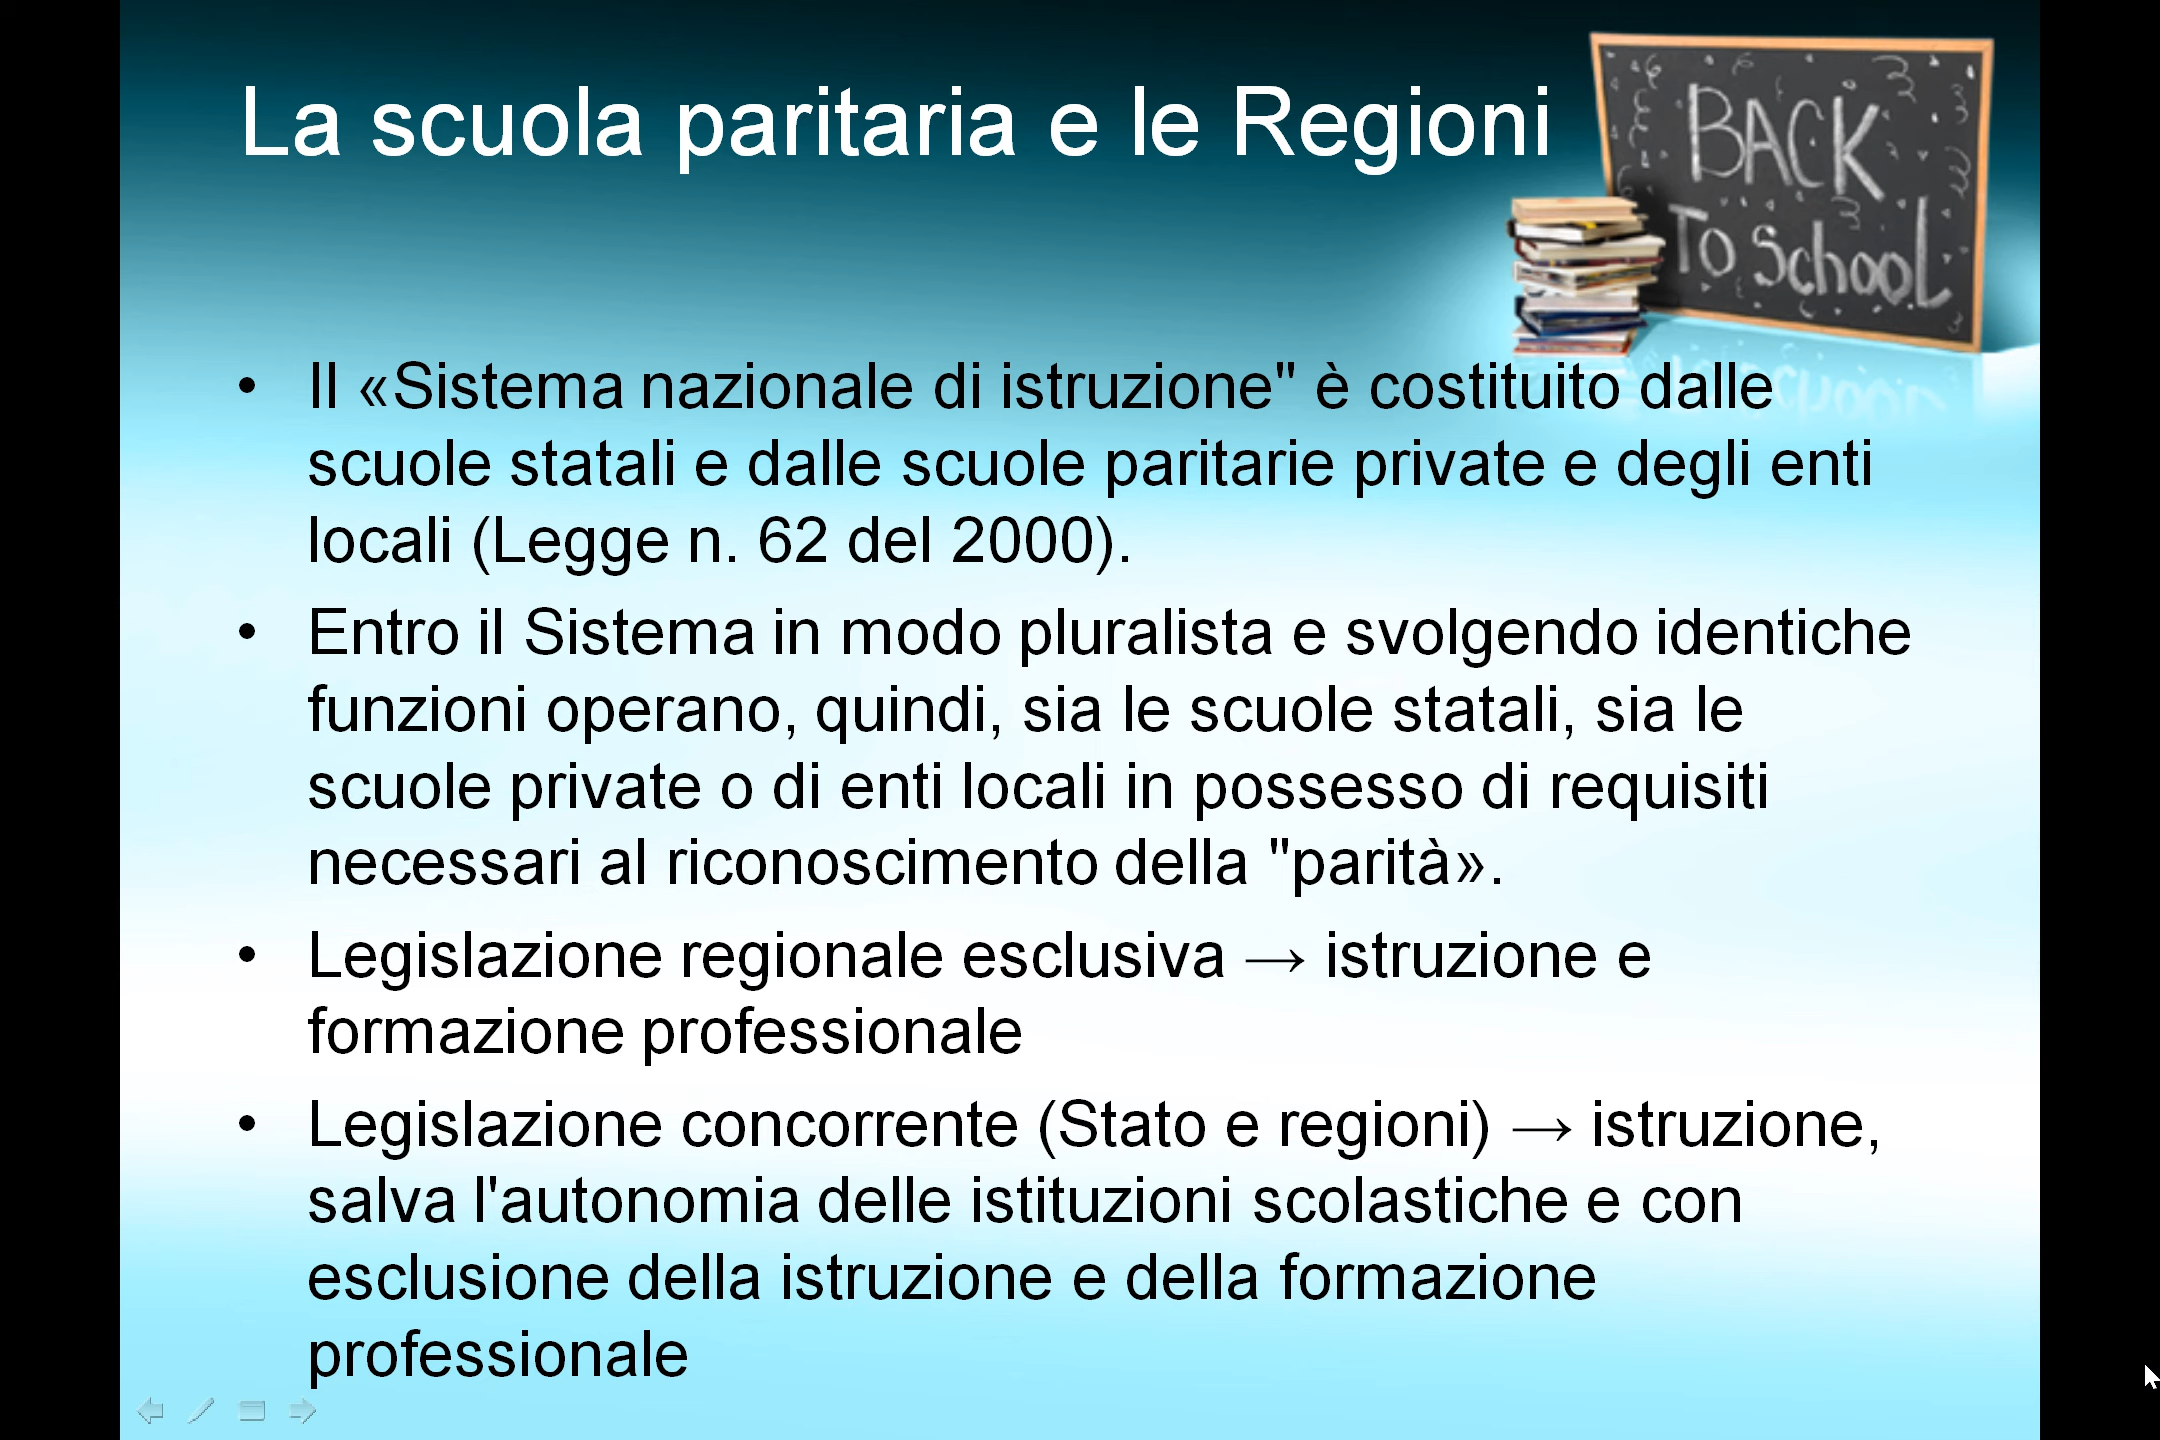 La scuola paritaria e le Regioni
BACK
To School
• Il «Sistema nazionale di istruzione" è costituito dalle
scuole statali e dalle scuole paritarie private e degli enti
locali (Legge n. 62 del 2000).
• Entro il Sistema in modo pluralista e svolgendo identiche
funzioni operano, quindi, sia le scuole statali, sia le
scuole private o di enti locali in possesso di requisiti
necessari al riconoscimento della "parità».
• Legislazione regionale esclusiva → istruzione e
formazione professionale
• Legislazione concorrente (Stato e regioni) → istruzione,
salva l'autonomia delle istituzioni scolastiche e con
esclusione della istruzione e della formazione
professionale